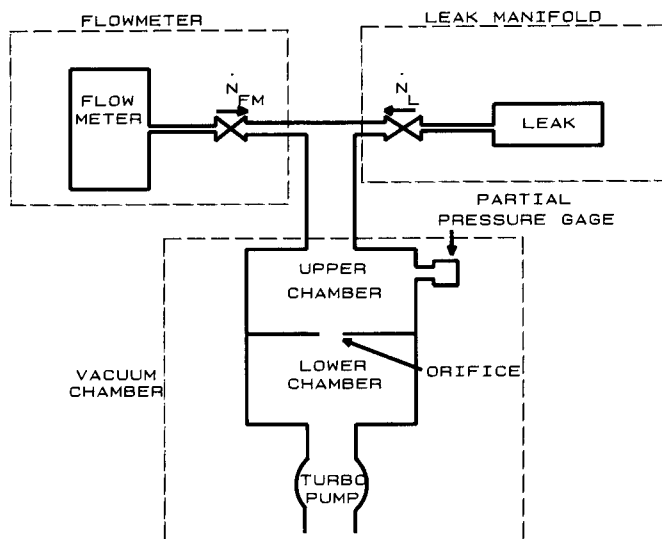 FLOWMETER
LEAK MANIFOLD
FLOW
METER
Ṅ
FM
Ṅ
L
LEAK
PARTIAL
PRESSURE GAGE
UPPER
CHAMBER
LOWER
CHAMBER
ORIFICE
VACUUM
CHAMBER
TURBO
PUMP